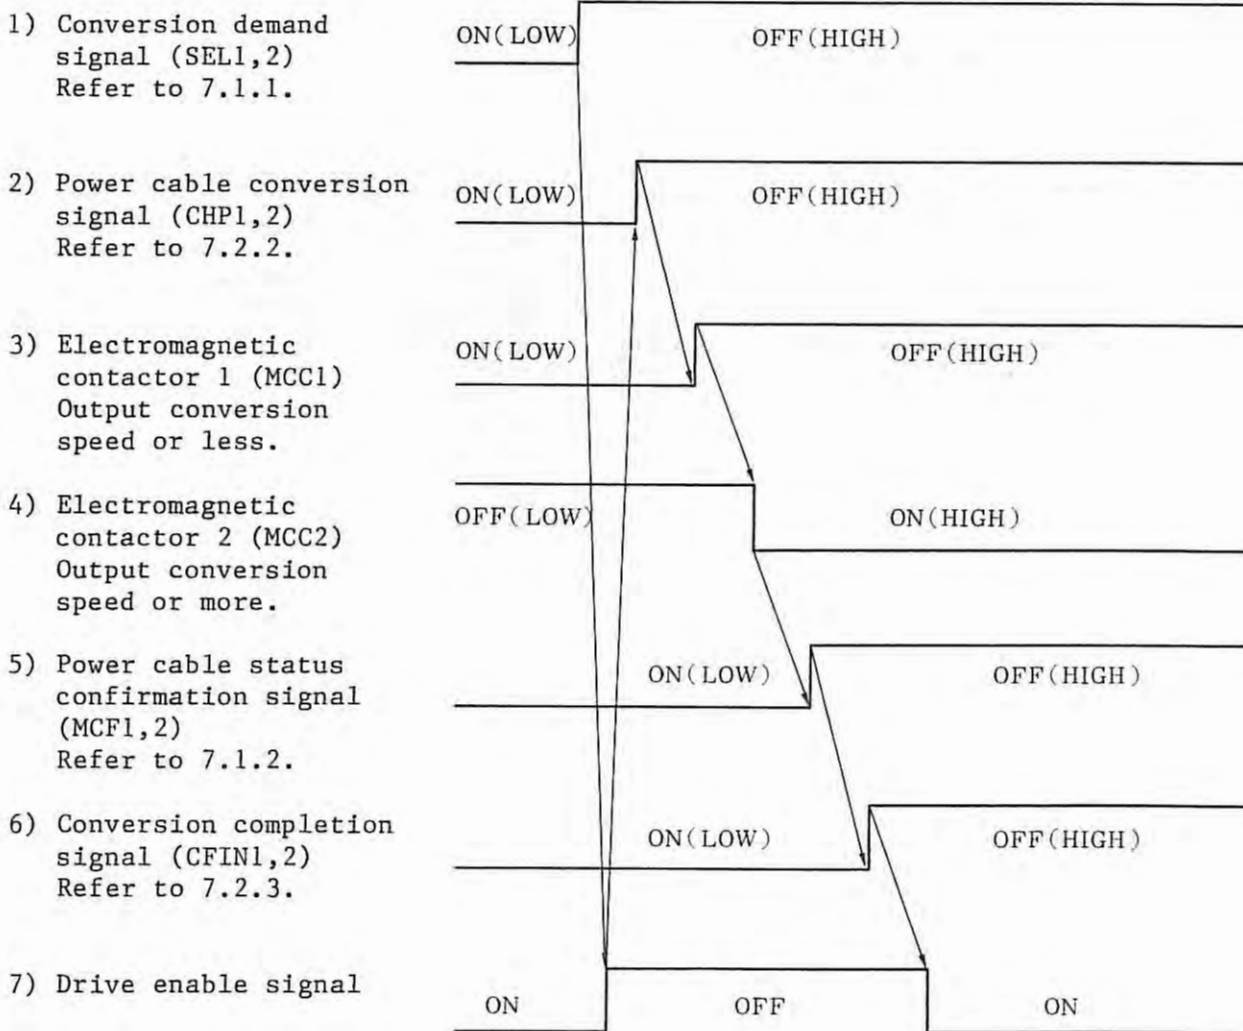 1) Conversion demand
signal (SEL1,2)
Refer to 7.1.1.
ON(LOW)
OFF(HIGH)
2) Power cable conversion
signal (CHP1,2)
Refer to 7.2.2.
ON(LOW)
OFF(HIGH)
3) Electromagnetic
contactor 1 (MCC1)
Output conversion
speed or less.
ON(LOW)
OFF(HIGH)
4) Electromagnetic
contactor 2 (MCC2)
Output conversion
speed or more.
OFF(LOW)
ON(HIGH)
5) Power cable status
confirmation signal
(MCF1,2)
Refer to 7.1.2.
ON(LOW)
OFF(HIGH)
6) Conversion completion
signal (CFIN1,2)
Refer to 7.2.3.
ON(LOW)
OFF(HIGH)
7) Drive enable signal
ON
OFF
ON